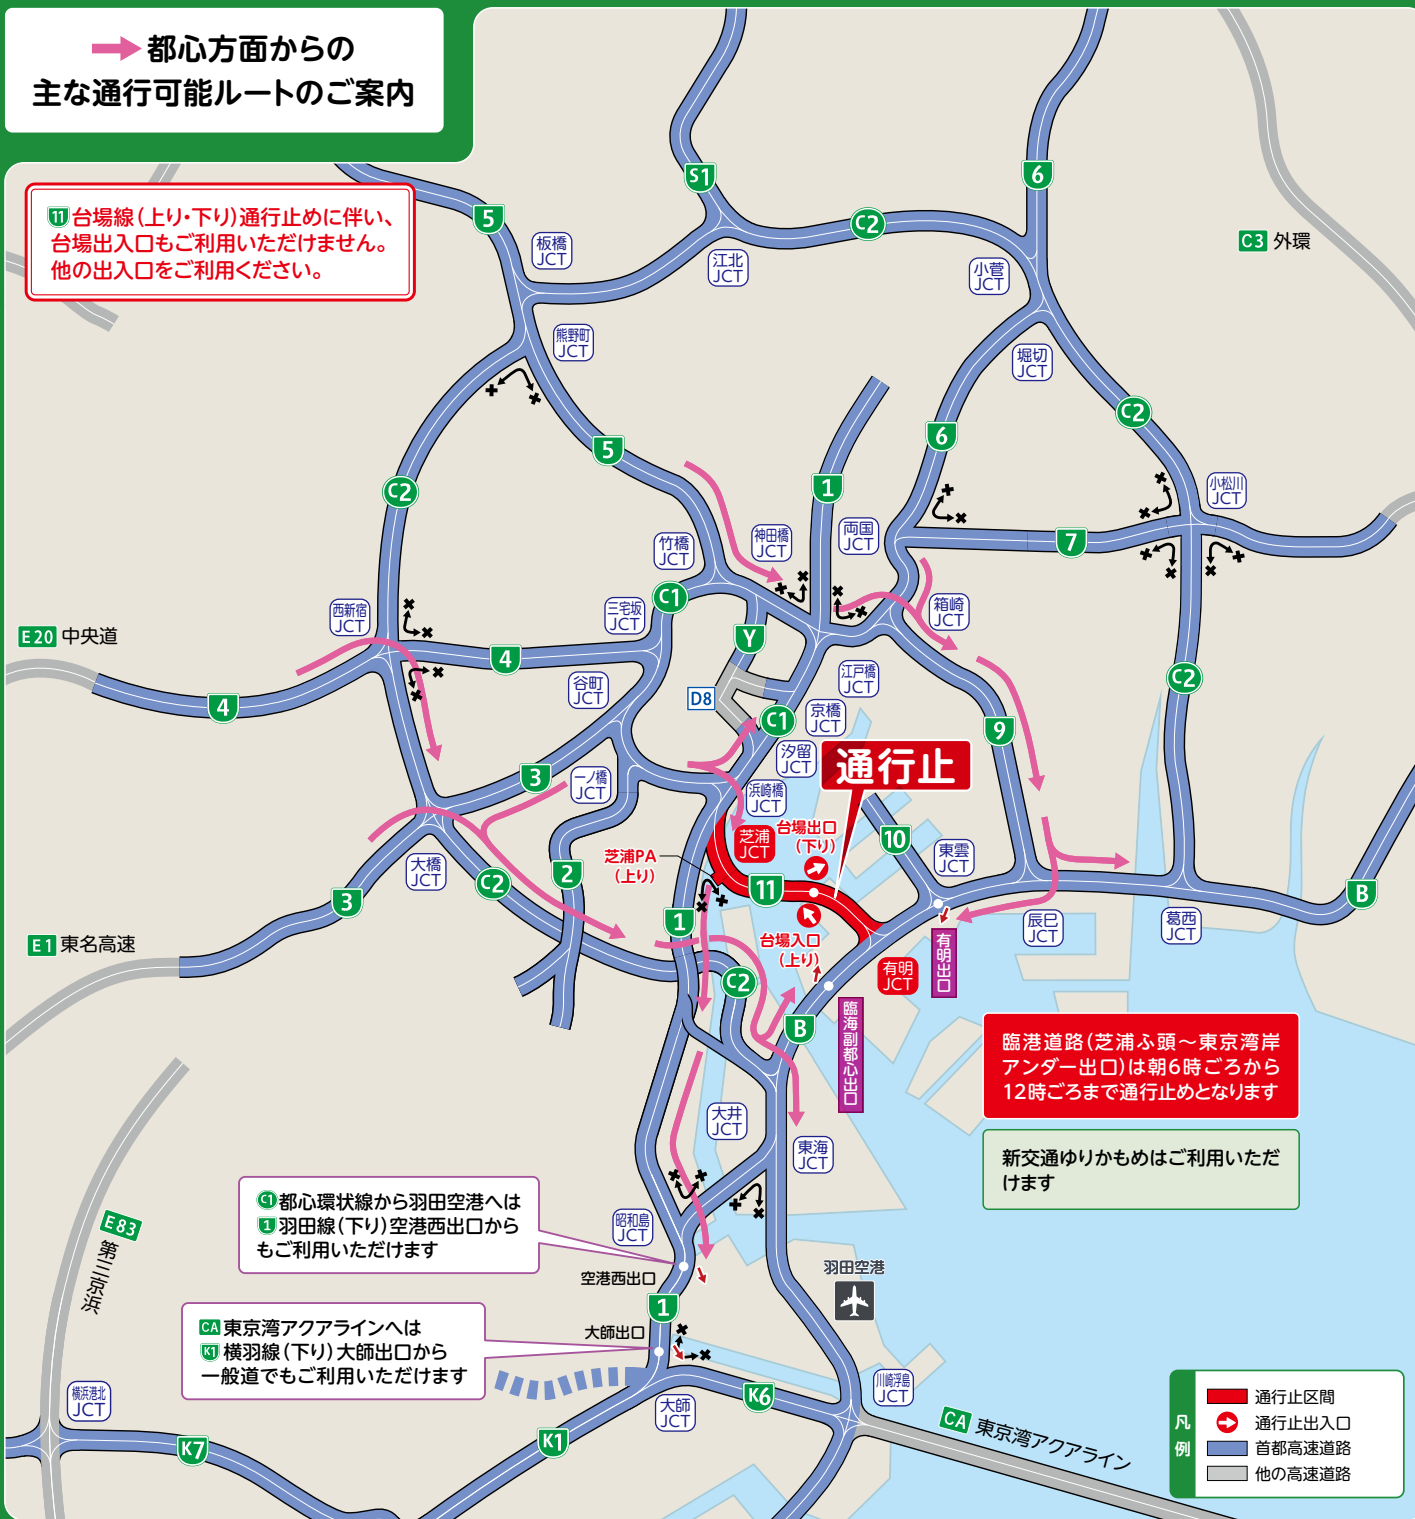 都心方面からの
主な通行可能ルートのご案内
11 台場線（上り・下り）通行止めに伴い、
台場出入口もご利用いただけません。
他の出入口をご利用ください。
S1
6
5
C2
C3 外環
板橋
JCT
江北
JCT
小菅
JCT
熊野町
JCT
堀切
JCT
C2
6
5
C2
1
小松川
JCT
両国
JCT
神田橋
JCT
竹橋
JCT
7
C1
箱崎
JCT
三宅坂
JCT
西新宿
JCT
E20 中央道
Y
4
江戸橋
JCT
C2
谷町
JCT
D8
4
京橋
JCT
C1
9
汐留
JCT
通行止
3
一ノ橋
JCT
浜崎橋
JCT
芝浦
JCT
台場出口
（下り）
10
東雲
JCT
芝浦PA
（上り）
大橋
JCT
C2
2
11
B
3
1
辰巳
JCT
葛西
JCT
E1 東名高速
台場入口
（上り）
有明出口
有明
JCT
C2
B
臨海副都心出口
臨港道路（芝浦ふ頭～東京湾岸
アンダー出口）は朝6時ごろから
12時ごろまで通行止めとなります
大井
JCT
東海
JCT
新交通ゆりかもめはご利用いただ
けます
C1 都心環状線から羽田空港へは
1 羽田線（下り）空港西出口から
もご利用いただけます
昭和島
JCT
E83
第三京浜
空港西出口
羽田空港
1
大師出口
CA 東京湾アクアラインへは
K1 横羽線（下り）大師出口から
一般道でもご利用いただけます
横浜港北
JCT
大師
JCT
K6
川崎浮島
JCT
CA 東京湾アクアライン
K7
K1
凡例
通行止区間
通行止出入口
首都高速道路
他の高速道路